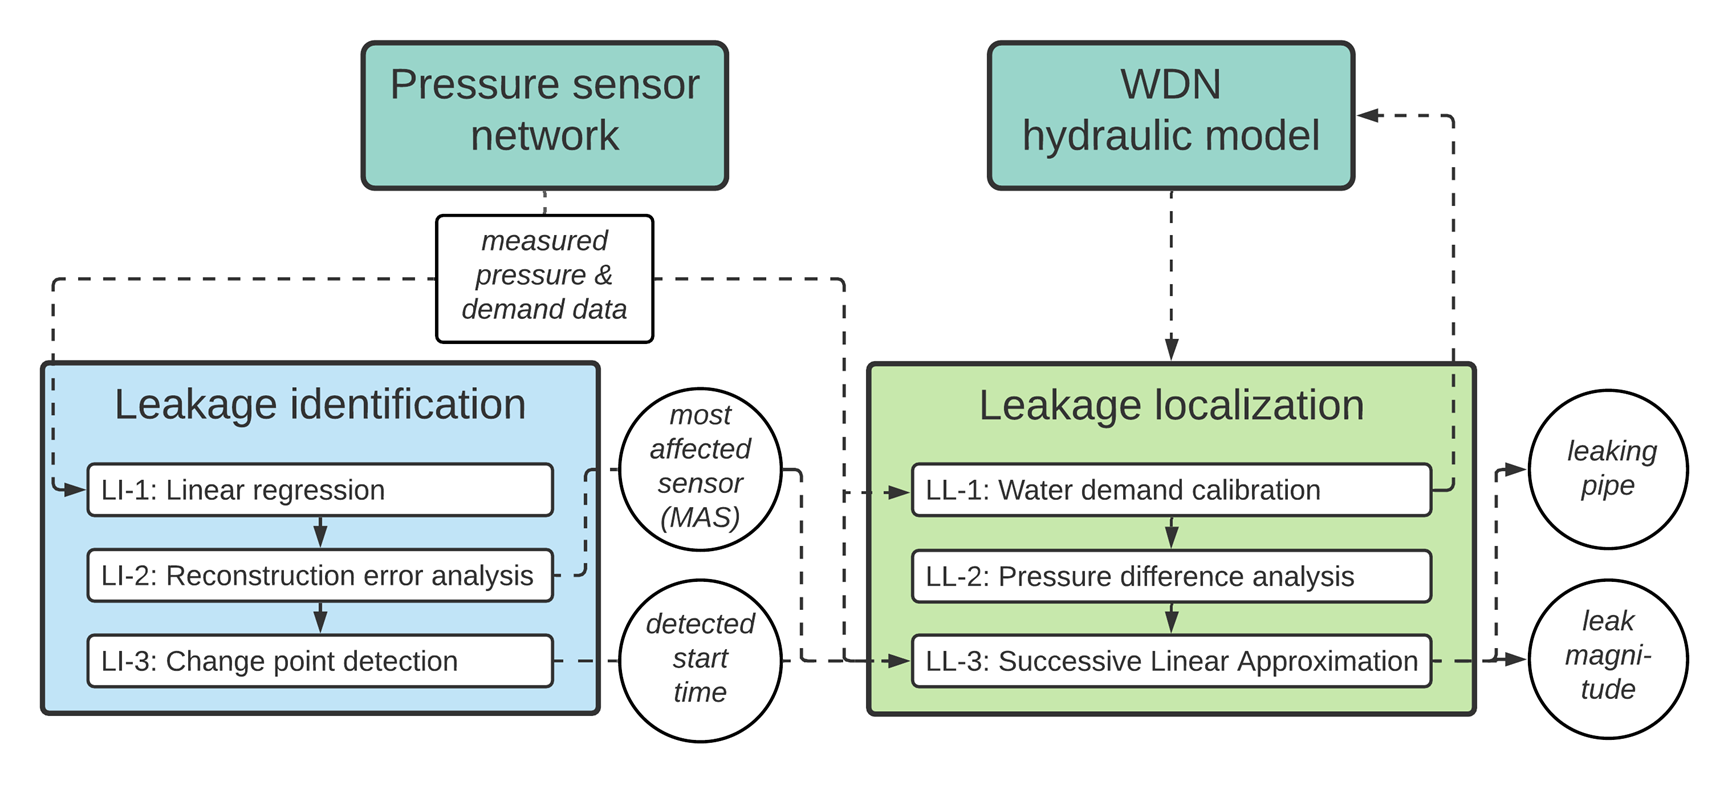 Pressure sensor
network
WDN
hydraulic model
measured
pressure &
demand data
Leakage identification
LI-1: Linear regression
LI-2: Reconstruction error analysis
LI-3: Change point detection
most
affected
sensor
(MAS)
detected
start
time
Leakage localization
LL-1: Water demand calibration
LL-2: Pressure difference analysis
LL-3: Successive Linear Approximation
leaking
pipe
leak
magni-
tude